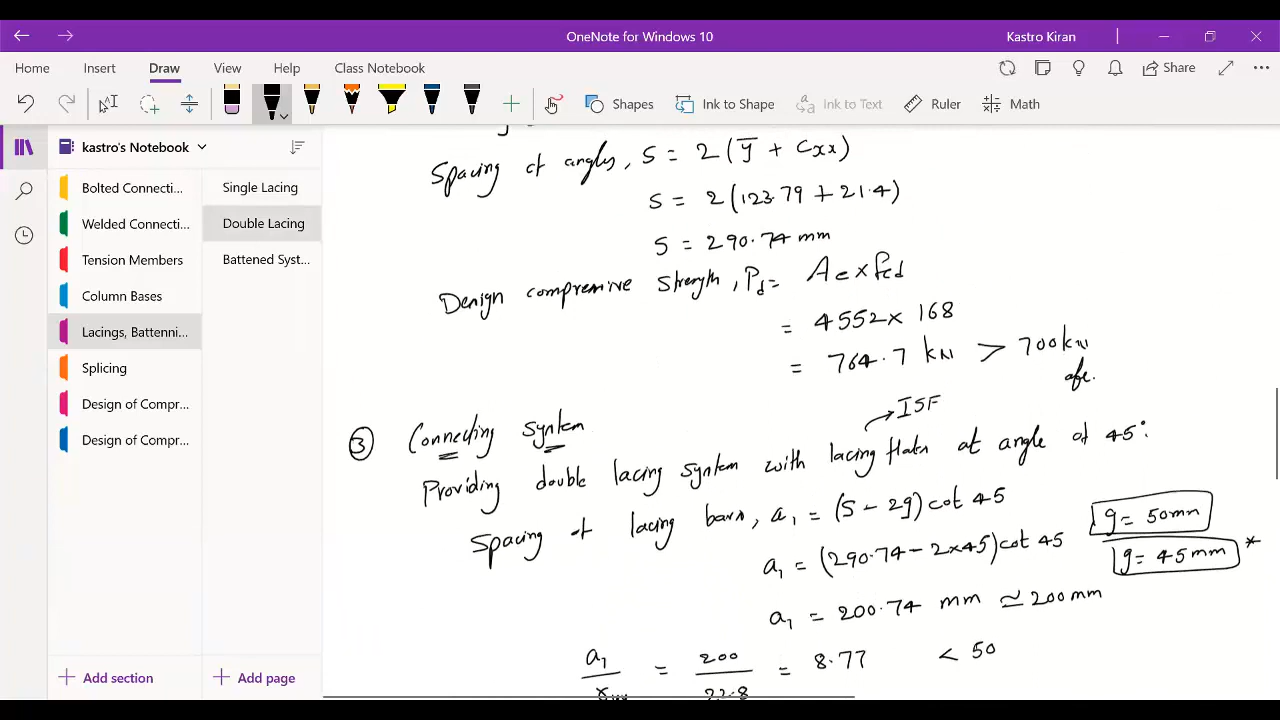 OneNote for Windows 10
Kastro Kiran
Home Insert Draw View Help Class Notebook
Share
Shapes Ink to Shape Ink to Text Ruler Math
kastro's Notebook
Bolted Connecti...
Welded Connecti...
Tension Members
Column Bases
Lacings, Battenni...
Splicing
Design of Compr...
Design of Compr...
Add section
Single Lacing
Double Lacing
Battened Syst...
Add page
Spacing of angles, S = 2(ȳ + Cxx)
S = 2(123.79 + 21.4)
S = 290.74 mm
Design compressive strength, Pd = Ae × fcd
= 4552 × 168
= 764.7 kN > 700kN
③ Connecting system
→ ISF
Providing double lacing system with lacing flats at angle of 45°.
Spacing of lacing bars, a1 = (S - 2g) cot 45
g = 50mm
a1 = (290.74 - 2×45) cot 45
g = 45mm *
a1 = 200.74 mm ≃ 200mm
a1 / = 200 / 22.8 = 8.77 < 50